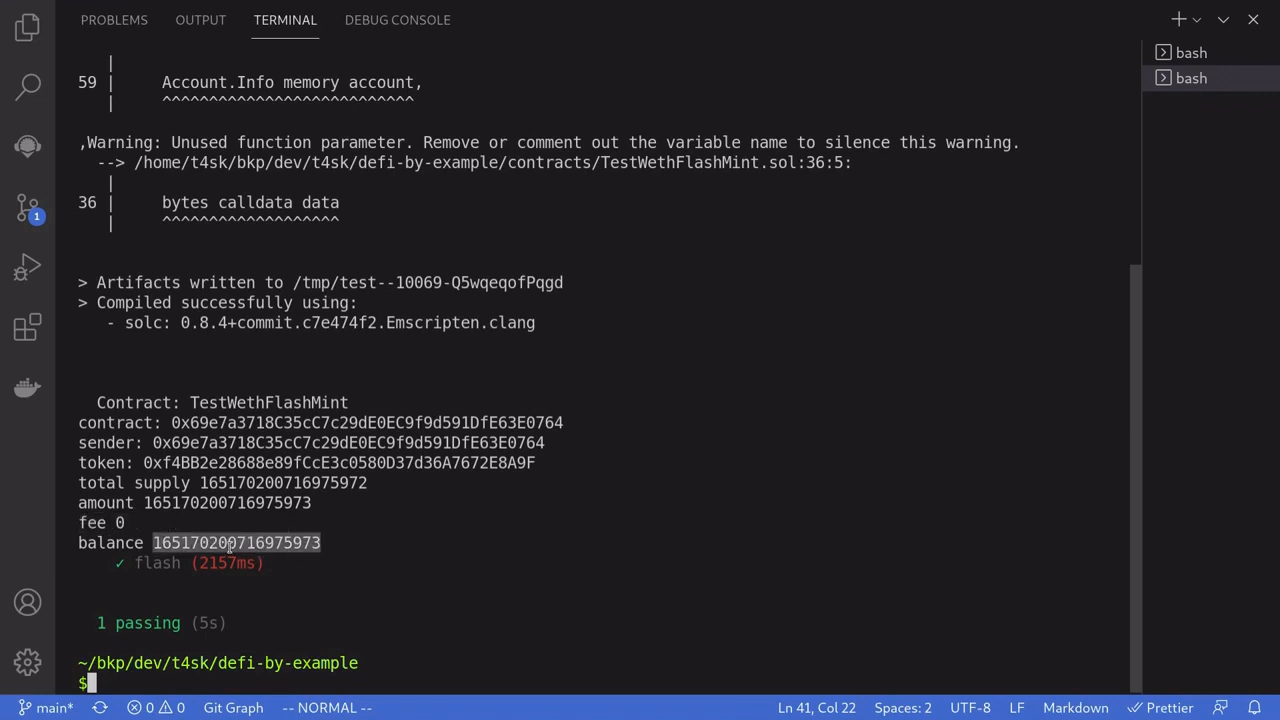 PROBLEMS OUTPUT TERMINAL DEBUG CONSOLE
bash
bash
|
59 | Account.Info memory account,
| ^^^^^^^^^^^^^^^^^^^^^^^^^^^
,Warning: Unused function parameter. Remove or comment out the variable name to silence this warning.
--> /home/t4sk/bkp/dev/t4sk/defi-by-example/contracts/TestWethFlashMint.sol:36:5:
|
36 | bytes calldata data
| ^^^^^^^^^^^^^^^^^^^
> Artifacts written to /tmp/test--10069-Q5wqeqofPqgd
> Compiled successfully using:
- solc: 0.8.4+commit.c7e474f2.Emscripten.clang
Contract: TestWethFlashMint
contract: 0x69e7a3718C35cC7c29dE0EC9f9d591DfE63E0764
sender: 0x69e7a3718C35cC7c29dE0EC9f9d591DfE63E0764
token: 0xf4BB2e28688e89fCcE3c0580D37d36A7672E8A9F
total supply 165170200716975972
amount 165170200716975973
fee 0
balance 165170200716975973
✓ flash (2157ms)
1 passing (5s)
~/bkp/dev/t4sk/defi-by-example
$
1
main* 0 0 Git Graph -- NORMAL -- Ln 41, Col 22 Spaces: 2 UTF-8 LF Markdown Prettier